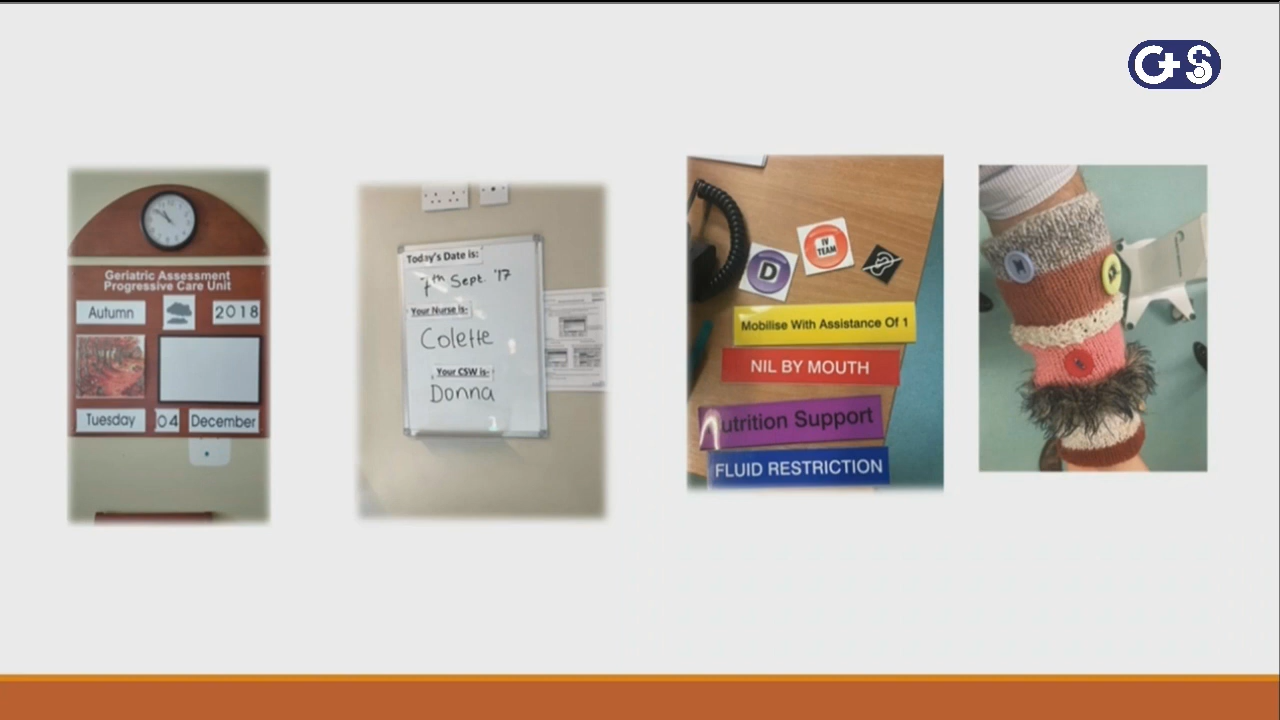 G+S
Geriatric Assessment
Progressive Care Unit
Autumn
2018
Tuesday
04
December
Today's Date is:
7th Sept. '17
Your Nurse is-
Colette
Your CSW is-
Donna
D
IV
TEAM
Mobilise With Assistance Of 1
NIL BY MOUTH
Nutrition Support
FLUID RESTRICTION